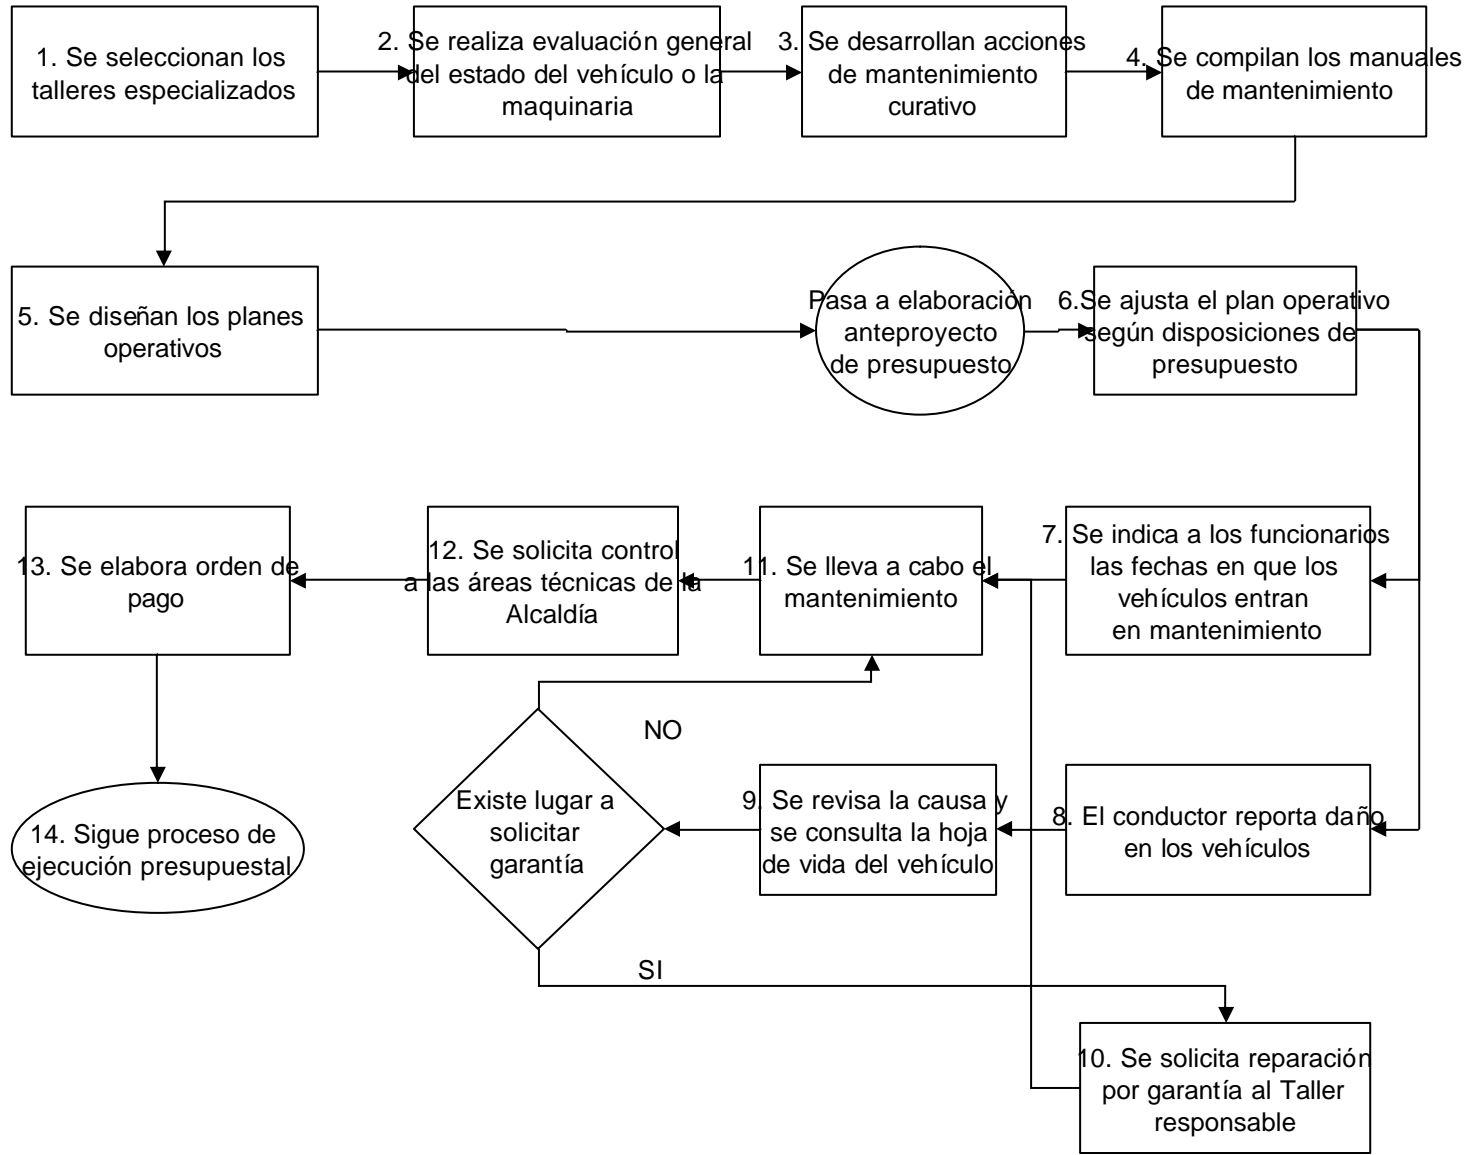 1. Se seleccionan los
talleres especializados
2. Se realiza evaluación general
del estado del vehículo o la
maquinaria
3. Se desarrollan acciones
de mantenimiento
curativo
4. Se compilan los manuales
de mantenimiento
5. Se diseñan los planes
operativos
Pasa a elaboración
anteproyecto
de presupuesto
6.Se ajusta el plan operativo
según disposiciones de
presupuesto
13. Se elabora orden de
pago
12. Se solicita control
a las áreas técnicas de la
Alcaldía
11. Se lleva a cabo el
mantenimiento
7. Se indica a los funcionarios
las fechas en que los
vehículos entran
en mantenimiento
NO
14. Sigue proceso de
ejecución presupuestal
Existe lugar a
solicitar
garantía
9. Se revisa la causa y
se consulta la hoja
de vida del vehículo
8. El conductor reporta daño
en los vehículos
SI
10. Se solicita reparación
por garantía al Taller
responsable